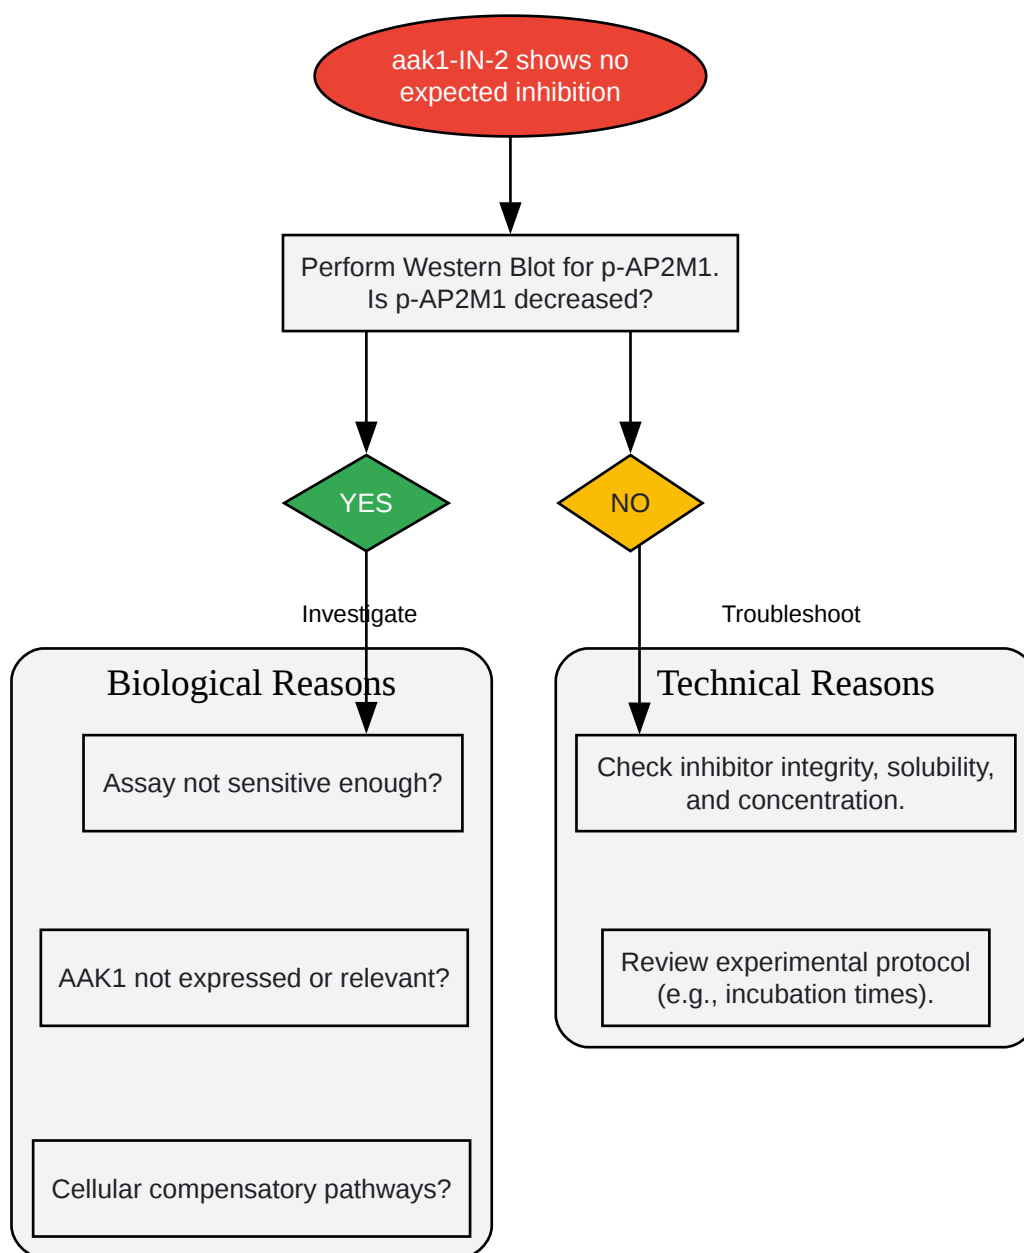 aak1-IN-2 shows no
expected inhibition
Perform Western Blot for p-AP2M1.
Is p-AP2M1 decreased?
YES
NO
Investigate
Troubleshoot
Biological Reasons
Technical Reasons
Assay not sensitive enough?
Check inhibitor integrity, solubility,
and concentration.
AAK1 not expressed or relevant?
Review experimental protocol
(e.g., incubation times).
Cellular compensatory pathways?